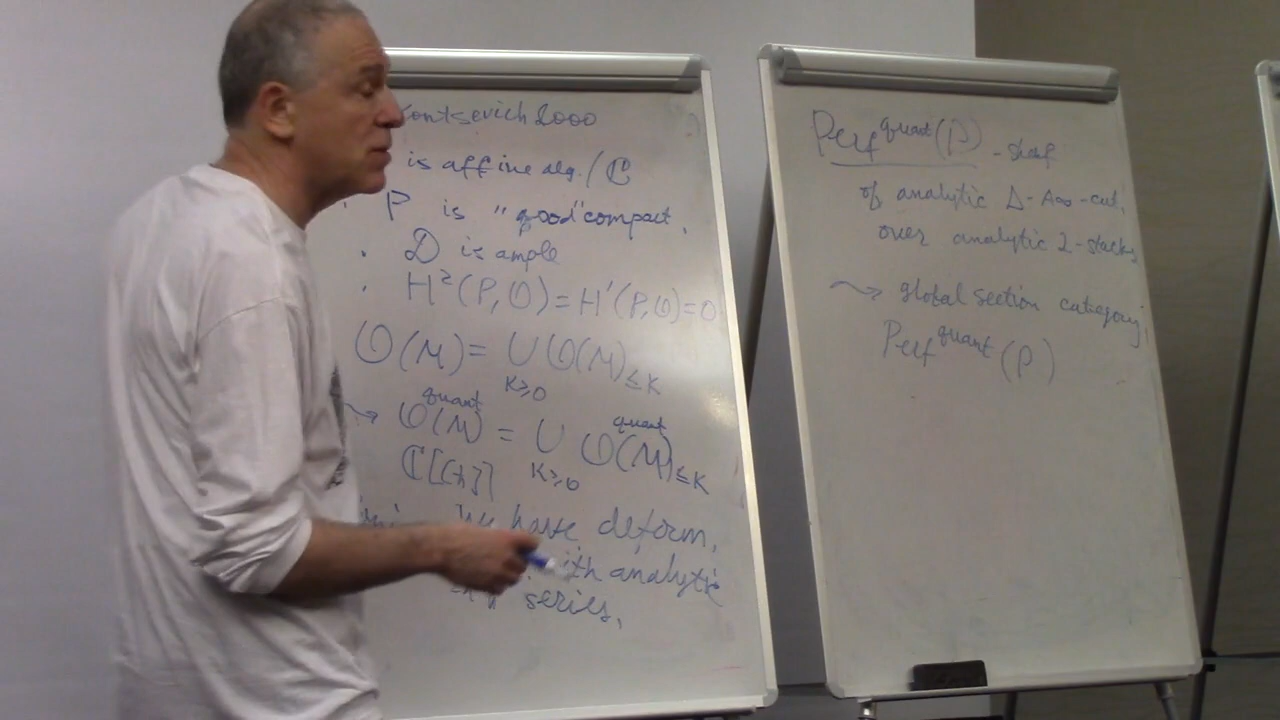 Kontsevich 2000
is affine alg. / ℂ
· P is "good" compact,
· D is ample
· H²(P, O) = H¹(P, O) = 0
O(M) = ∪ O(M)≤K
K≥0
quant quant
⇝ O(M) = ∪ O(M)≤K
ℂ[[ħ]] K≥0
have deform,
with analytic
series,
Perf^quant(P) - sheaf
of analytic Δ-A∞-cat,
over analytic 2-stacks
⇝ global section category,
Perf^quant(P)